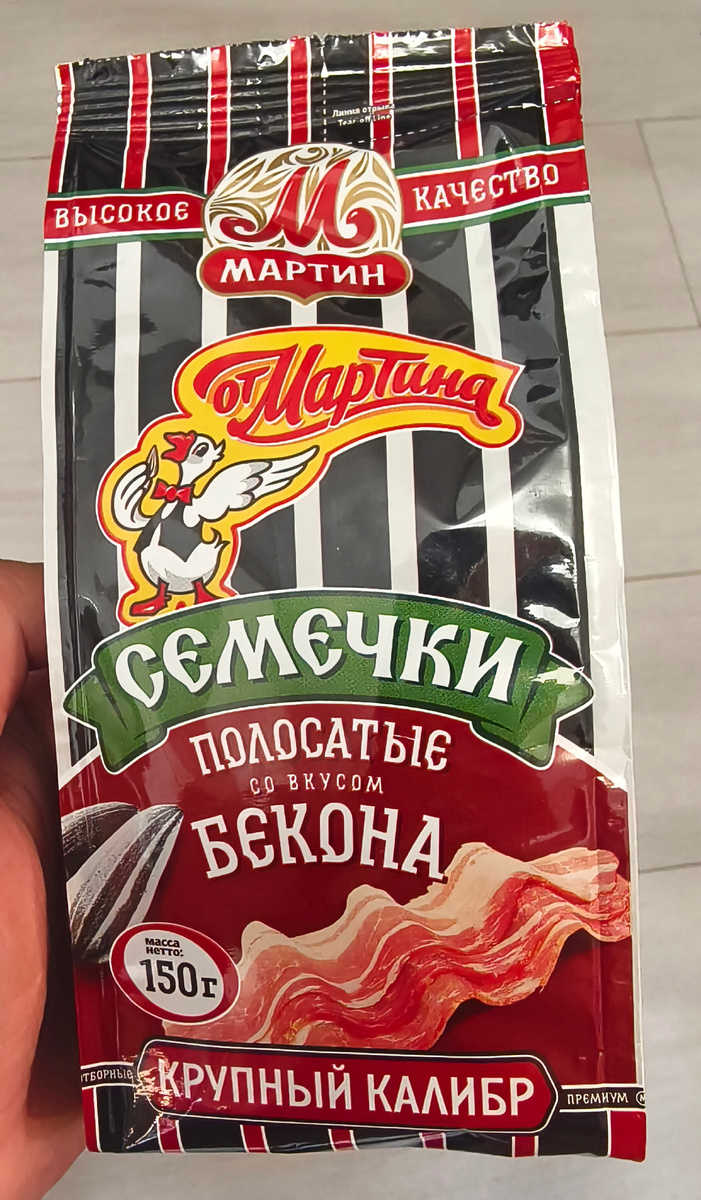 Линия отрыва
Tear-off Line
ВЫСОКОЕ
КАЧЕСТВО
М
МАРТИН
от Мартина
СЕМЕЧКИ
ПОЛОСАТЫЕ
СО ВКУСОМ
БЕКОНА
масса
нетто:
150г
КРУПНЫЙ КАЛИБР
ПРЕМИУМ